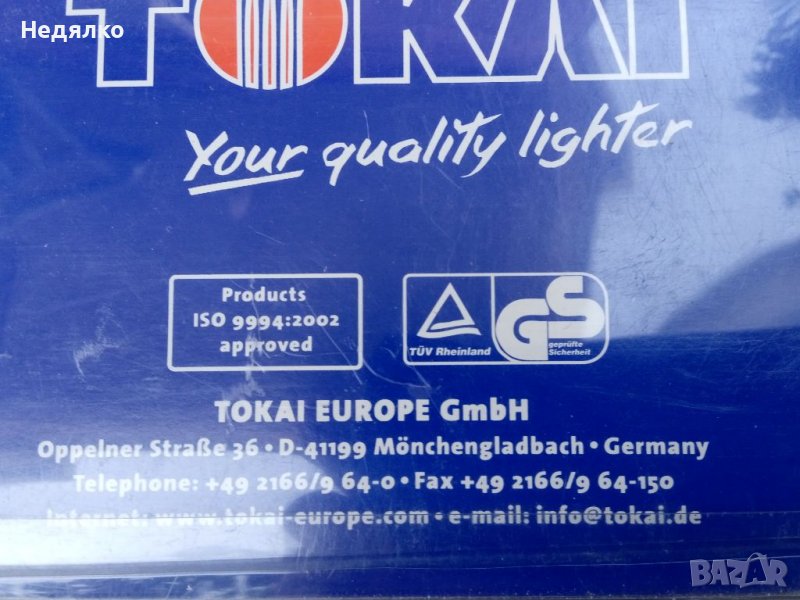 Недялко
TOKAI
Your quality lighter
Products
ISO 9994:2002
approved
TÜV Rheinland
GS
geprüfte
Sicherheit
TOKAI EUROPE GmbH
Oppelner Straße 36 • D-41199 Mönchengladbach • Germany
Telephone: +49 2166/9 64-0 • Fax +49 2166/9 64-150
Internet: www.tokai-europe.com • e-mail: info@tokai.de
BAZAR